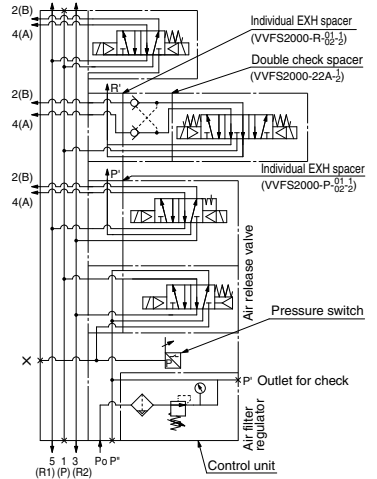 2(B)
4(A)
Individual EXH spacer
(VVFS2000-R-01/02-1/2)
Double check spacer
(VVFS2000-22A-1/2)
R'
2(B)
4(A)
Individual EXH spacer
(VVFS2000-P-01/02-1/2)
P'
2(B)
4(A)
Air release valve
Pressure switch
X
P' Outlet for check
Air filter
regulator
5 1 3 Po P"
(R1) (P) (R2)
Control unit